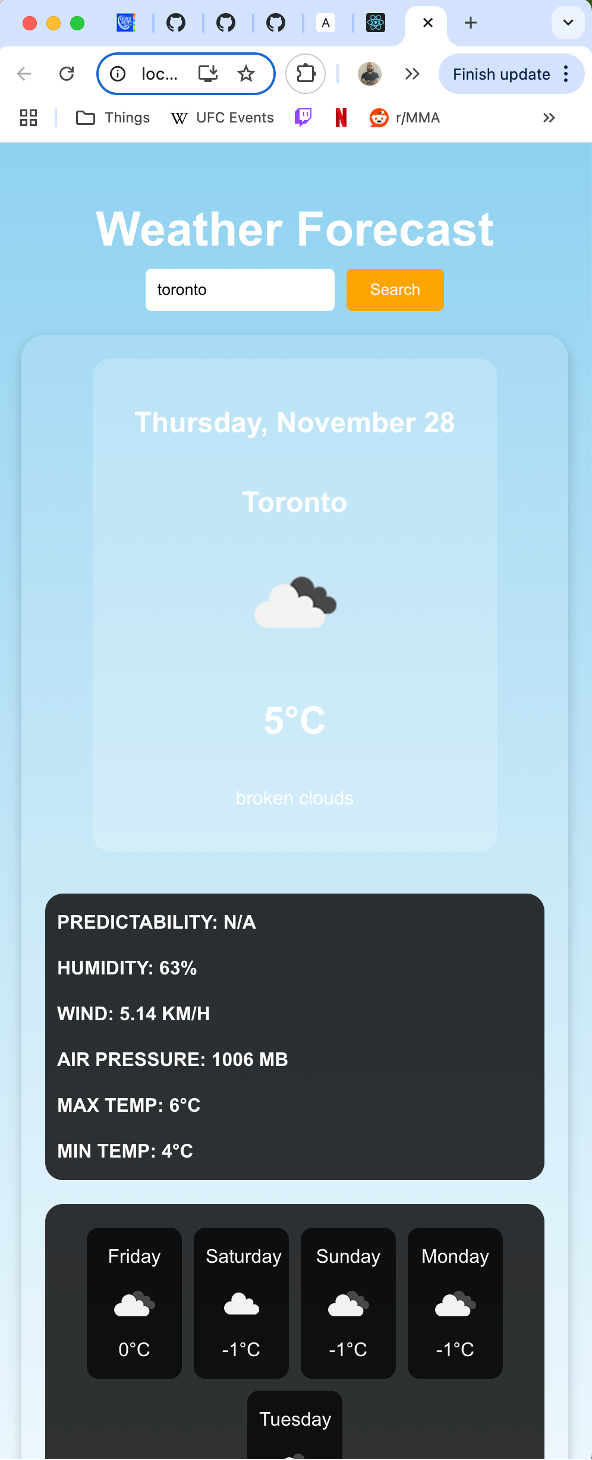 A
loc...
Finish update
Things
UFC Events
r/MMA
Weather Forecast
toronto
Search
Thursday, November 28
Toronto
5°C
broken clouds
PREDICTABILITY: N/A
HUMIDITY: 63%
WIND: 5.14 KM/H
AIR PRESSURE: 1006 MB
MAX TEMP: 6°C
MIN TEMP: 4°C
Friday Saturday Sunday Monday
0°C -1°C -1°C -1°C
Tuesday